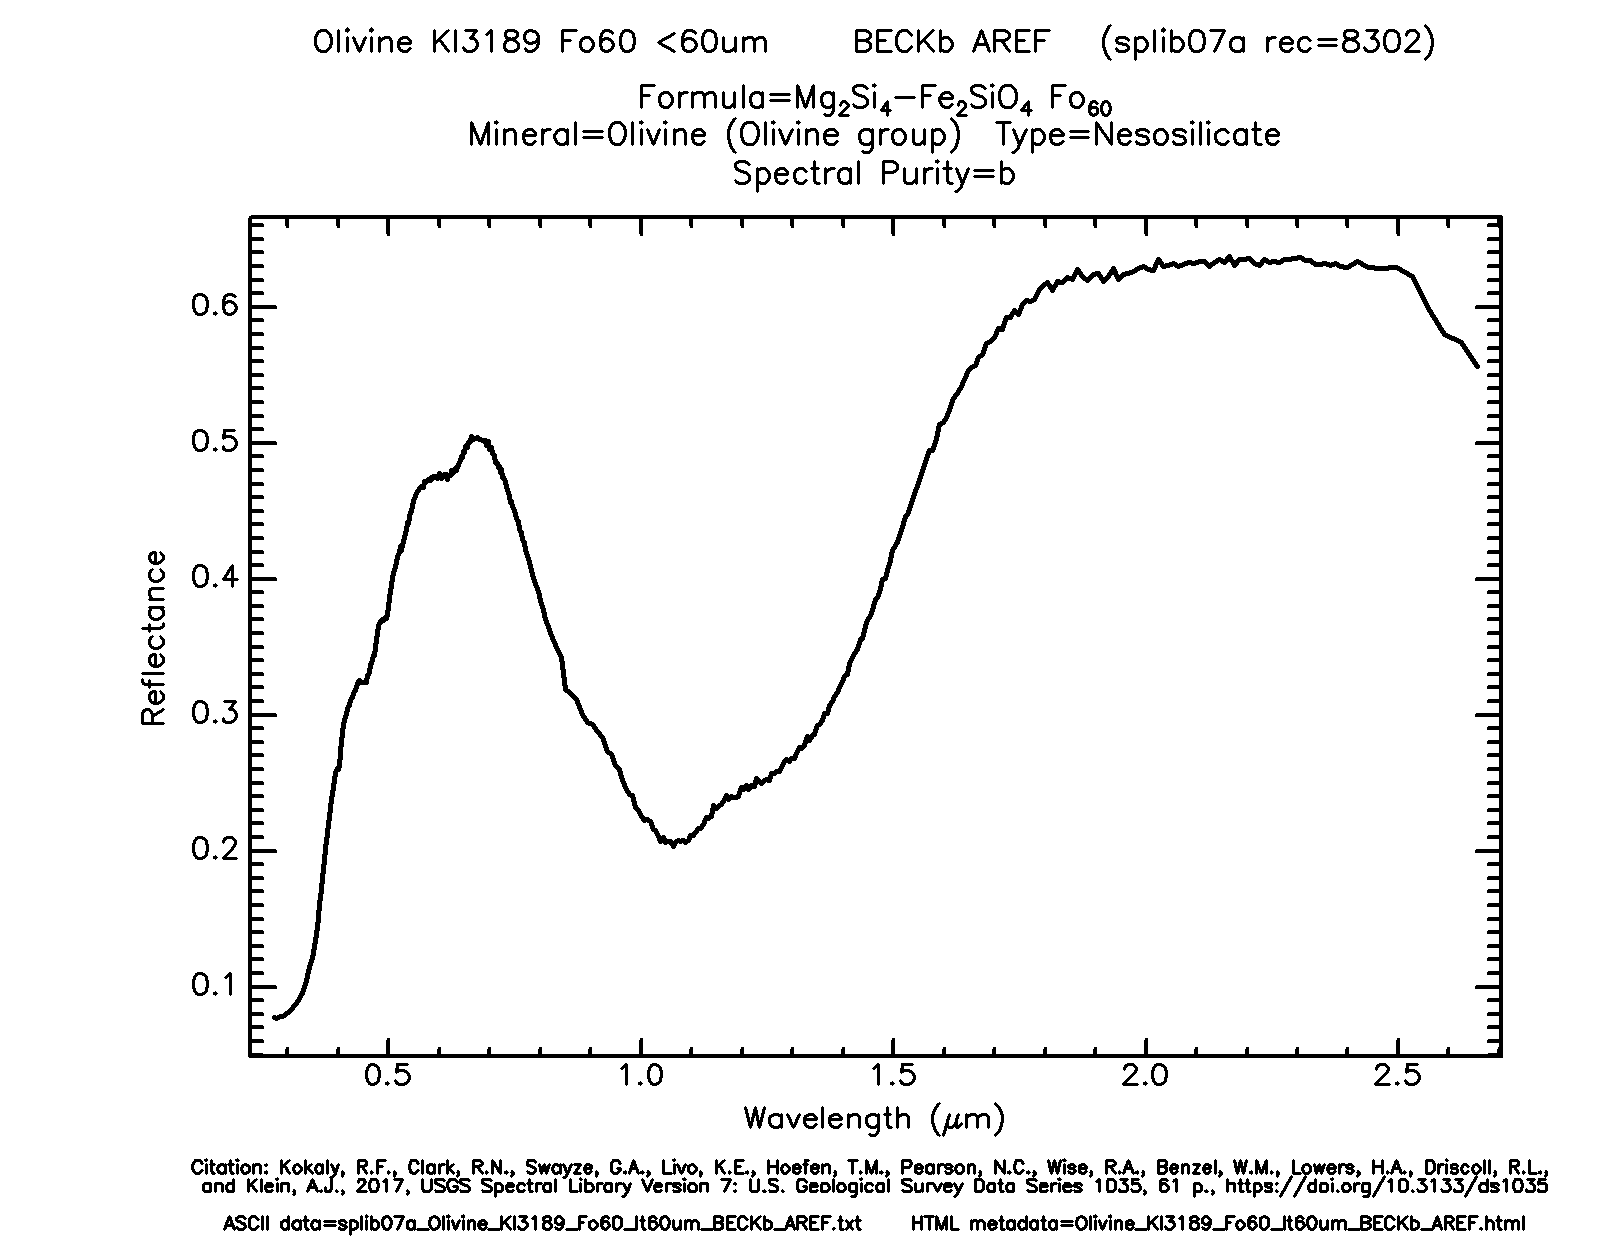 Olivine KI3189 Fo60 <60um BECKb AREF (splib07a rec=8302)
Formula=Mg₂Si₄−Fe₂SiO₄ Fo₆₀
Mineral=Olivine (Olivine group) Type=Nesosilicate
Spectral Purity=b
0.6
0.5
0.4
0.3
0.2
0.1
Reflectance
0.5 1.0 1.5 2.0 2.5
Wavelength (μm)
Citation: Kokaly, R.F., Clark, R.N., Swayze, G.A., Livo, K.E., Hoefen, T.M., Pearson, N.C., Wise, R.A., Benzel, W.M., Lowers, H.A., Driscoll, R.L.,
and Klein, A.J., 2017, USGS Spectral Library Version 7: U.S. Geological Survey Data Series 1035, 61 p., https://doi.org/10.3133/ds1035
ASCII data=splib07a_Olivine_KI3189_Fo60_lt60um_BECKb_AREF.txt HTML metadata=Olivine_KI3189_Fo60_lt60um_BECKb_AREF.html